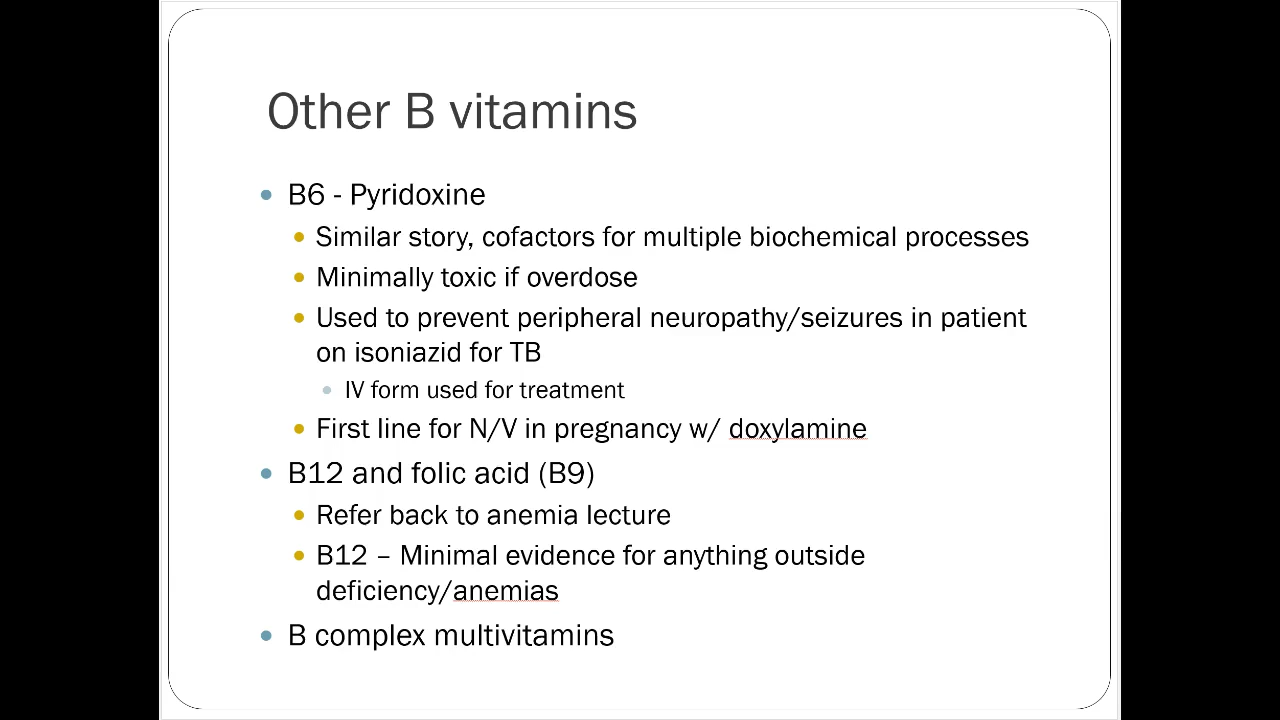 Other B vitamins
B6 - Pyridoxine
Similar story, cofactors for multiple biochemical processes
Minimally toxic if overdose
Used to prevent peripheral neuropathy/seizures in patient
on isoniazid for TB
IV form used for treatment
First line for N/V in pregnancy w/ doxylamine
B12 and folic acid (B9)
Refer back to anemia lecture
B12 – Minimal evidence for anything outside
deficiency/anemias
B complex multivitamins